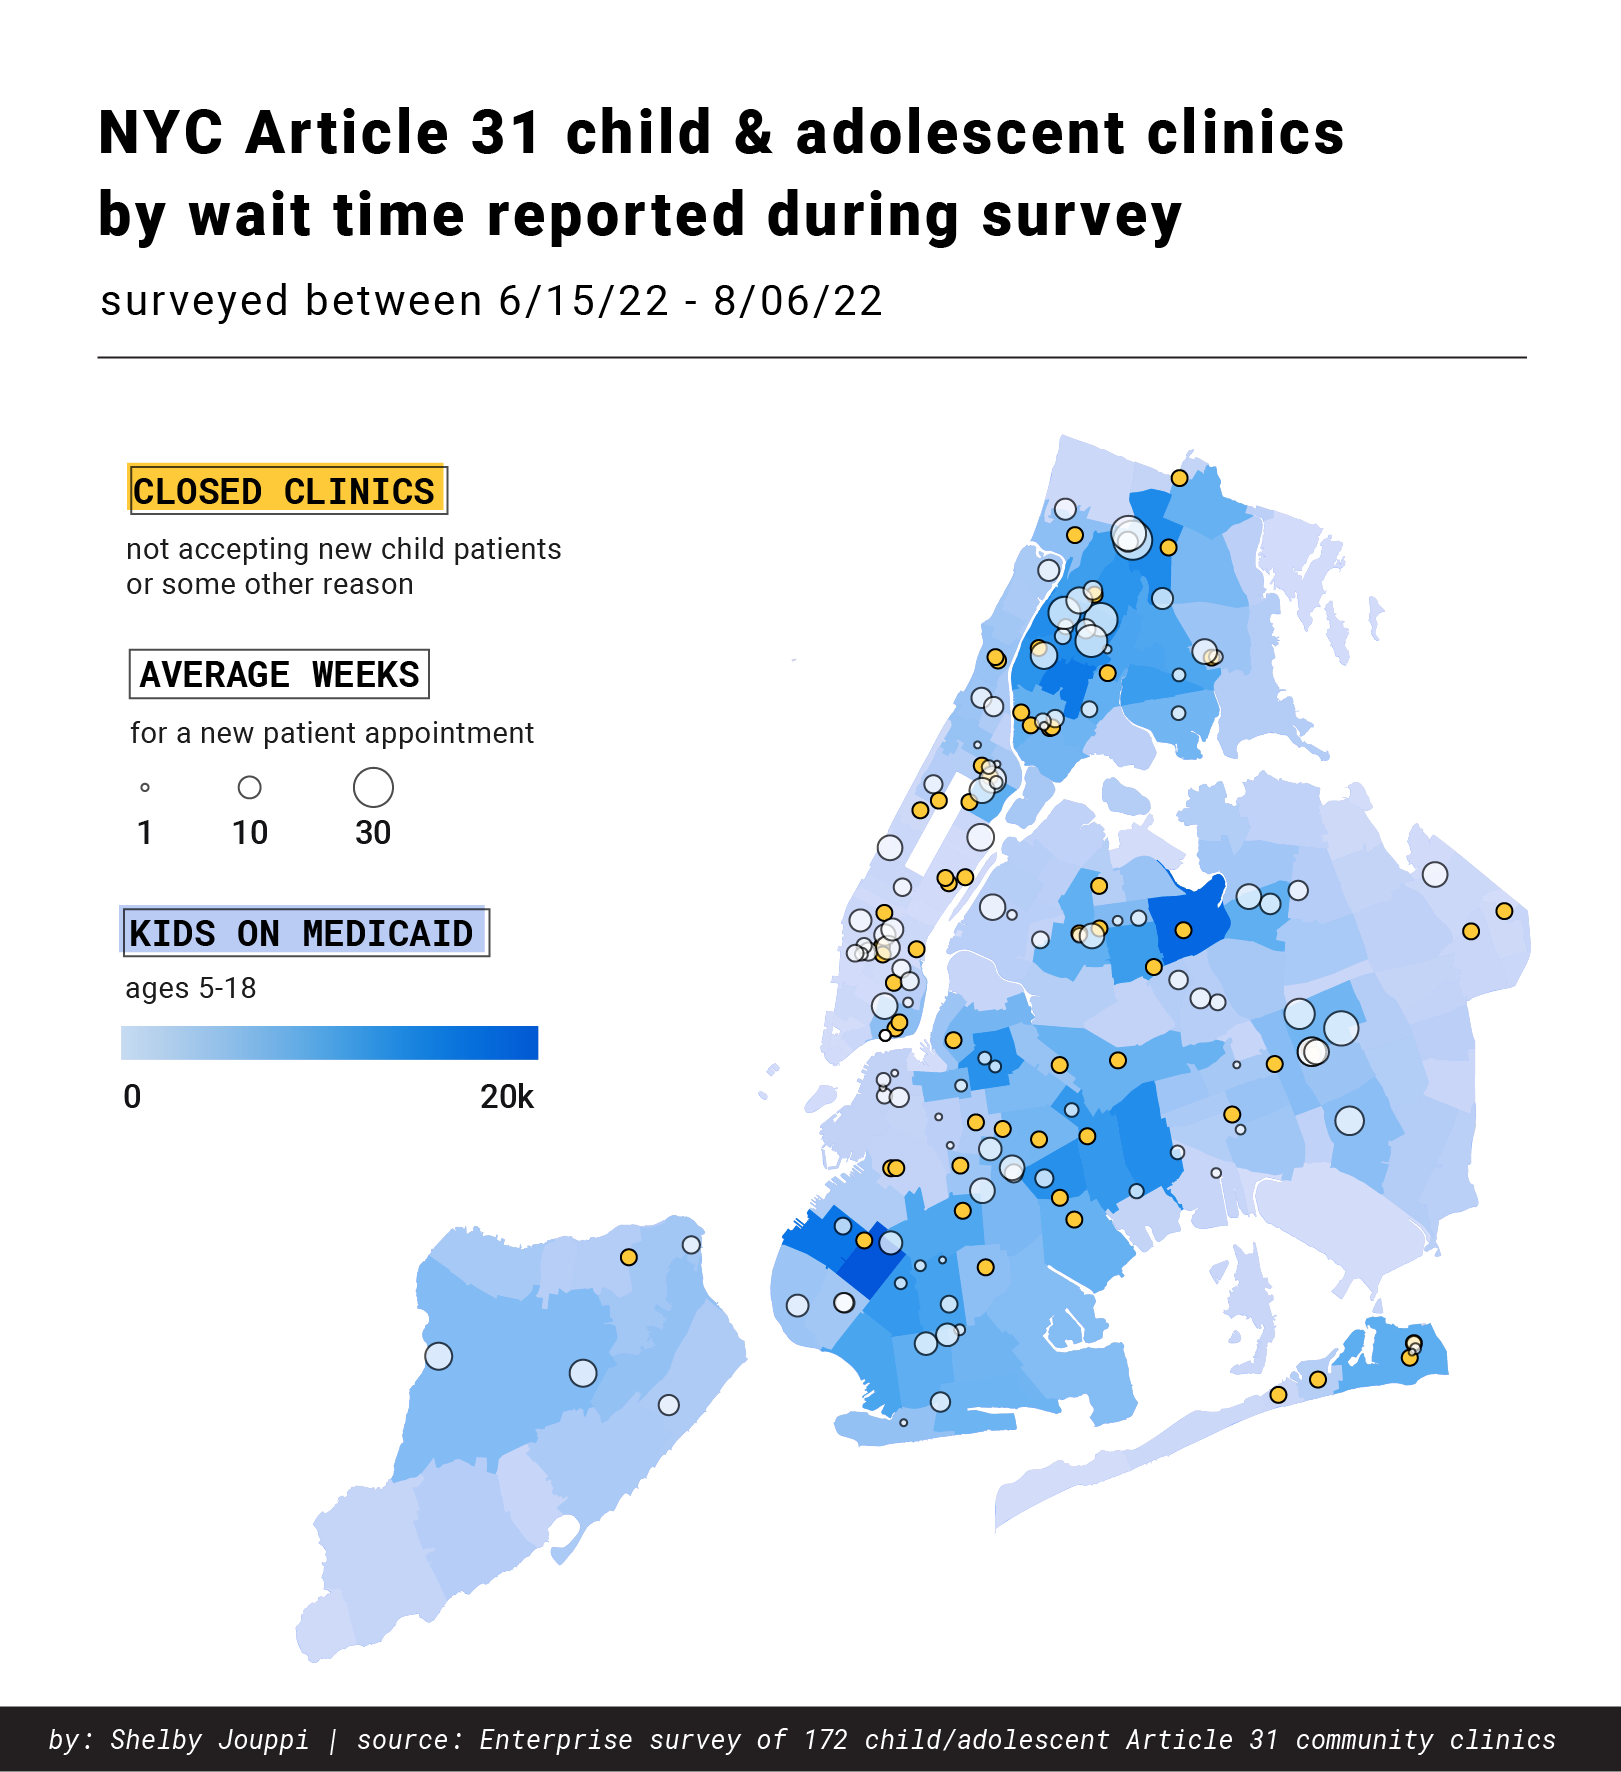 NYC Article 31 child & adolescent clinics
by wait time reported during survey
surveyed between 6/15/22 - 8/06/22
CLOSED CLINICS
not accepting new child patients
or some other reason
AVERAGE WEEKS
for a new patient appointment
1 10 30
KIDS ON MEDICAID
ages 5-18
0 20k
by: Shelby Jouppi | source: Enterprise survey of 172 child/adolescent Article 31 community clinics